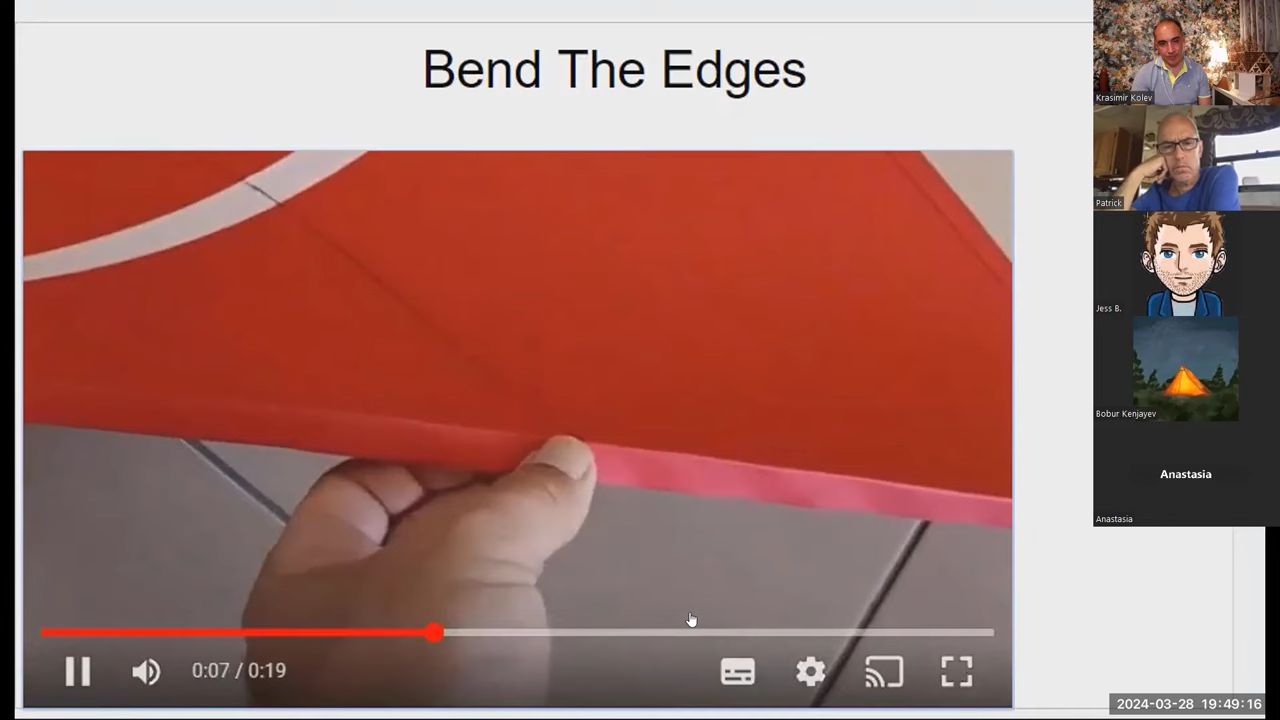 Bend The Edges
Krasimir Kolev
Patrick
Jess B.
Bobur Kenjayev
Anastasia
Anastasia
0:07 / 0:19
2024-03-28 19:49:16